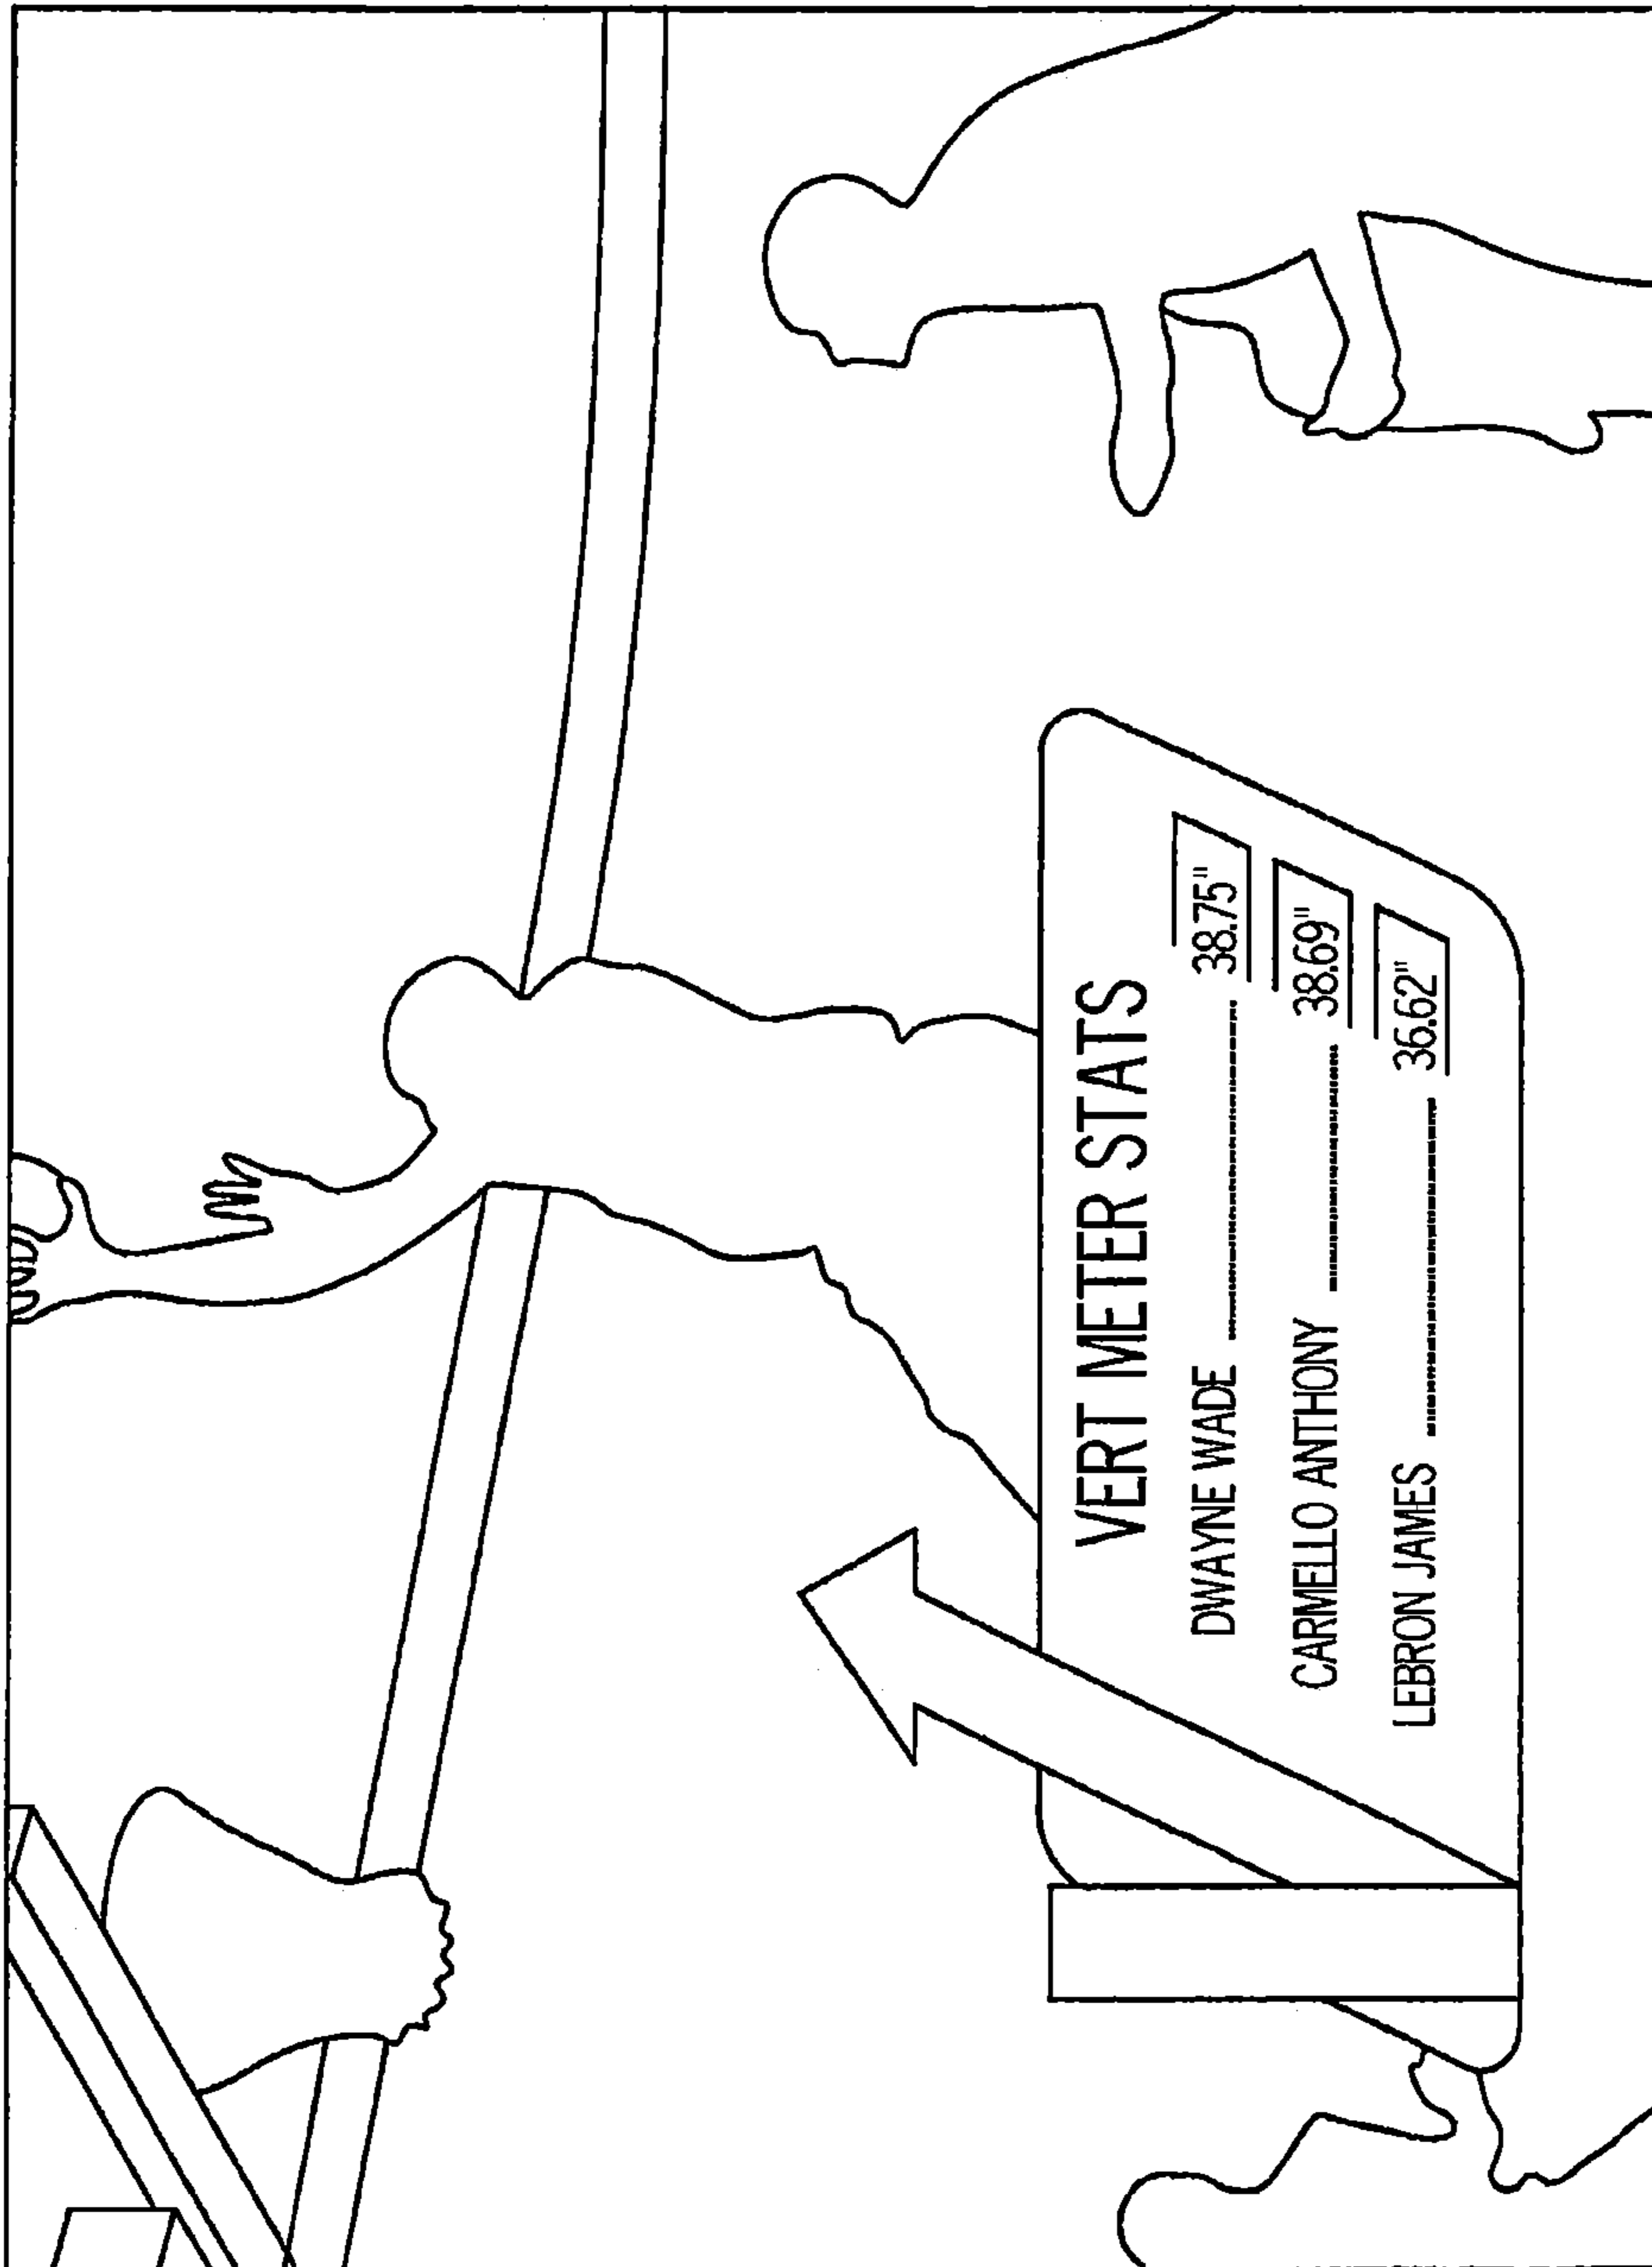 VERT METER STATS
DWAYNE WADE 38.75"
CARMELLO ANTHONY 38.69"
LEBRON JAMES 36.62"